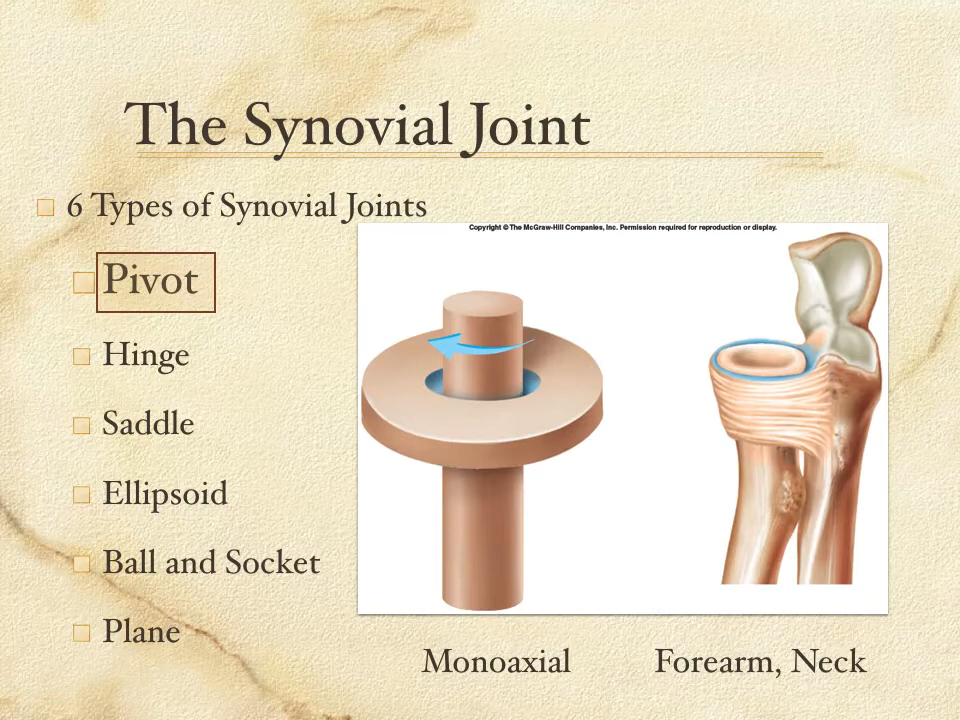 The Synovial Joint
6 Types of Synovial Joints
Copyright © The McGraw-Hill Companies, Inc. Permission required for reproduction or display.
Pivot
Hinge
Saddle
Ellipsoid
Ball and Socket
Plane
Monoaxial
Forearm, Neck